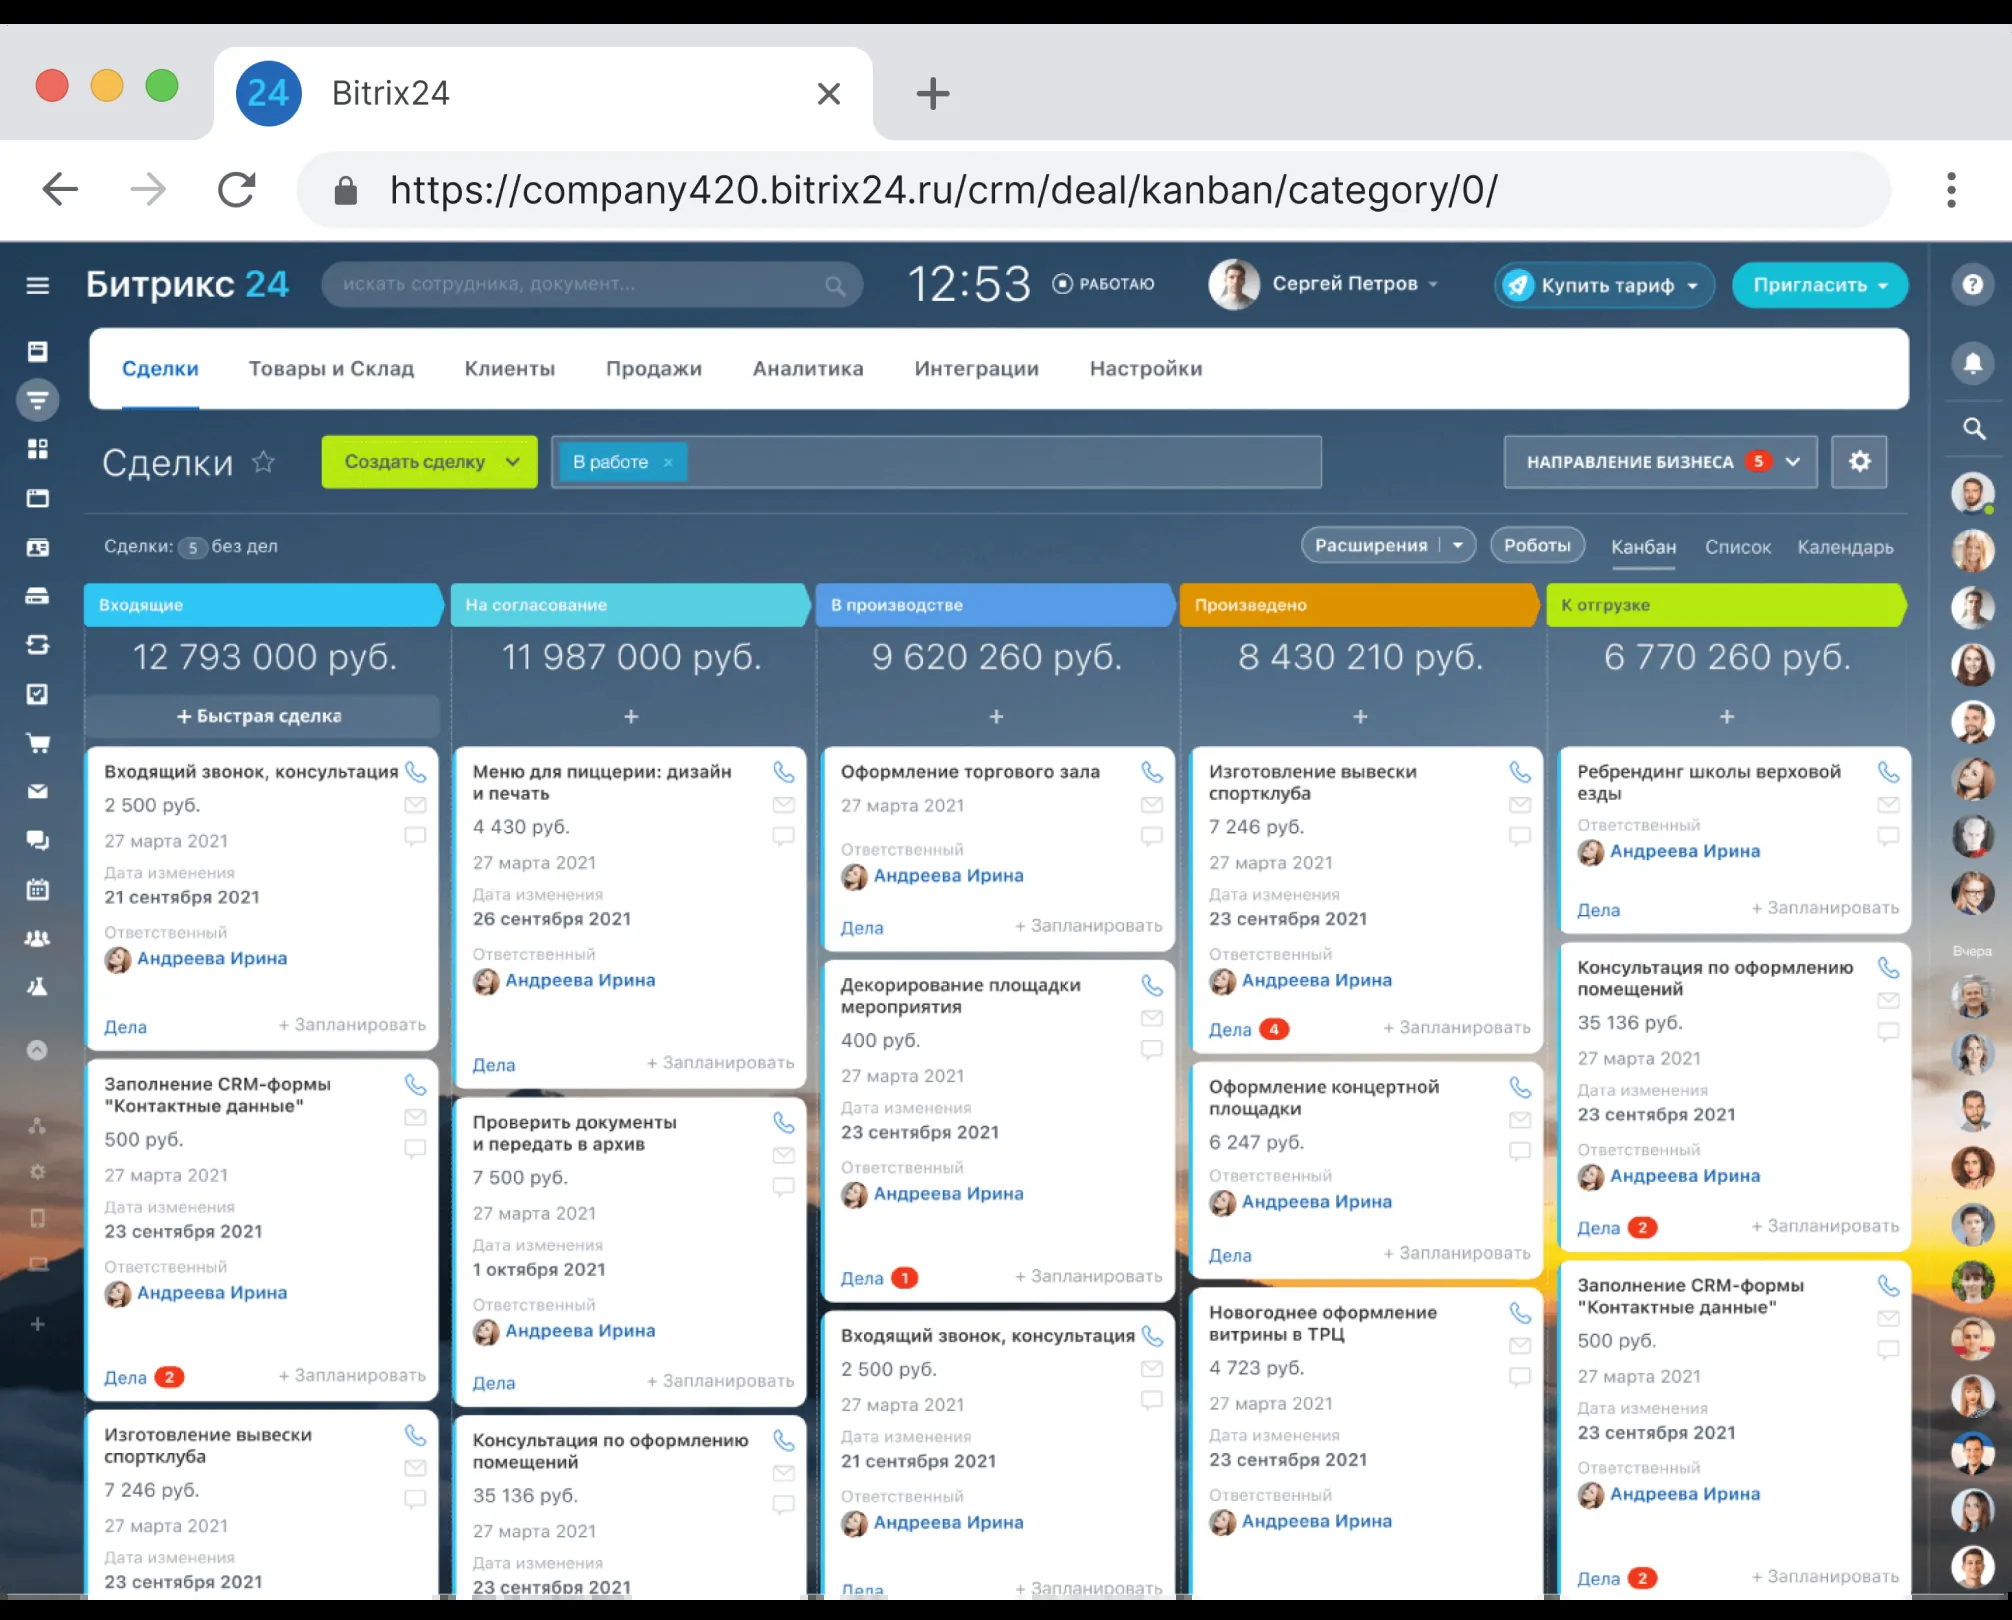 24 Bitrix24
https://company420.bitrix24.ru/crm/deal/kanban/category/0/
Битрикс 24 искать сотрудника, документ... 12:53 РАБОТАЮ Сергей Петров Купить тариф Пригласить ?
Сделки Товары и Склад Клиенты Продажи Аналитика Интеграции Настройки
Сделки Создать сделку В работе × НАПРАВЛЕНИЕ БИЗНЕСА 5
Сделки: 5 без дел Расширения Роботы Канбан Список Календарь
Входящие
12 793 000 руб.
+ Быстрая сделка
Входящий звонок, консультация
2 500 руб.
27 марта 2021
Дата изменения
21 сентября 2021
Ответственный
Андреева Ирина
Дела + Запланировать
Заполнение CRM-формы
"Контактные данные"
500 руб.
27 марта 2021
Дата изменения
23 сентября 2021
Ответственный
Андреева Ирина
Дела 2 + Запланировать
Изготовление вывески
спортклуба
7 246 руб.
27 марта 2021
Дата изменения
23 сентября 2021
На согласование
11 987 000 руб.
+
Меню для пиццерии: дизайн
и печать
4 430 руб.
27 марта 2021
Дата изменения
26 сентября 2021
Ответственный
Андреева Ирина
Дела + Запланировать
Проверить документы
и передать в архив
7 500 руб.
27 марта 2021
Дата изменения
1 октября 2021
Ответственный
Андреева Ирина
Дела + Запланировать
Консультация по оформлению
помещений
35 136 руб.
27 марта 2021
Дата изменения
23 сентября 2021
В производстве
9 620 260 руб.
+
Оформление торгового зала
27 марта 2021
Ответственный
Андреева Ирина
Дела + Запланировать
Декорирование площадки
мероприятия
400 руб.
27 марта 2021
Дата изменения
23 сентября 2021
Ответственный
Андреева Ирина
Дела 1 + Запланировать
Входящий звонок, консультация
2 500 руб.
27 марта 2021
Дата изменения
21 сентября 2021
Ответственный
Андреева Ирина
Дела + Запланировать
Произведено
8 430 210 руб.
+
Изготовление вывески
спортклуба
7 246 руб.
27 марта 2021
Дата изменения
23 сентября 2021
Ответственный
Андреева Ирина
Дела 4 + Запланировать
Оформление концертной
площадки
6 247 руб.
Ответственный
Андреева Ирина
Дела + Запланировать
Новогоднее оформление
витрины в ТРЦ
4 723 руб.
27 марта 2021
Дата изменения
23 сентября 2021
Ответственный
Андреева Ирина
К отгрузке
6 770 260 руб.
+
Ребрендинг школы верховой
езды
Ответственный
Андреева Ирина
Дела + Запланировать
Консультация по оформлению
помещений
35 136 руб.
27 марта 2021
Дата изменения
23 сентября 2021
Ответственный
Андреева Ирина
Дела 2 + Запланировать
Заполнение CRM-формы
"Контактные данные"
500 руб.
27 марта 2021
Дата изменения
23 сентября 2021
Ответственный
Андреева Ирина
Дела 2 + Запланировать
Вчера